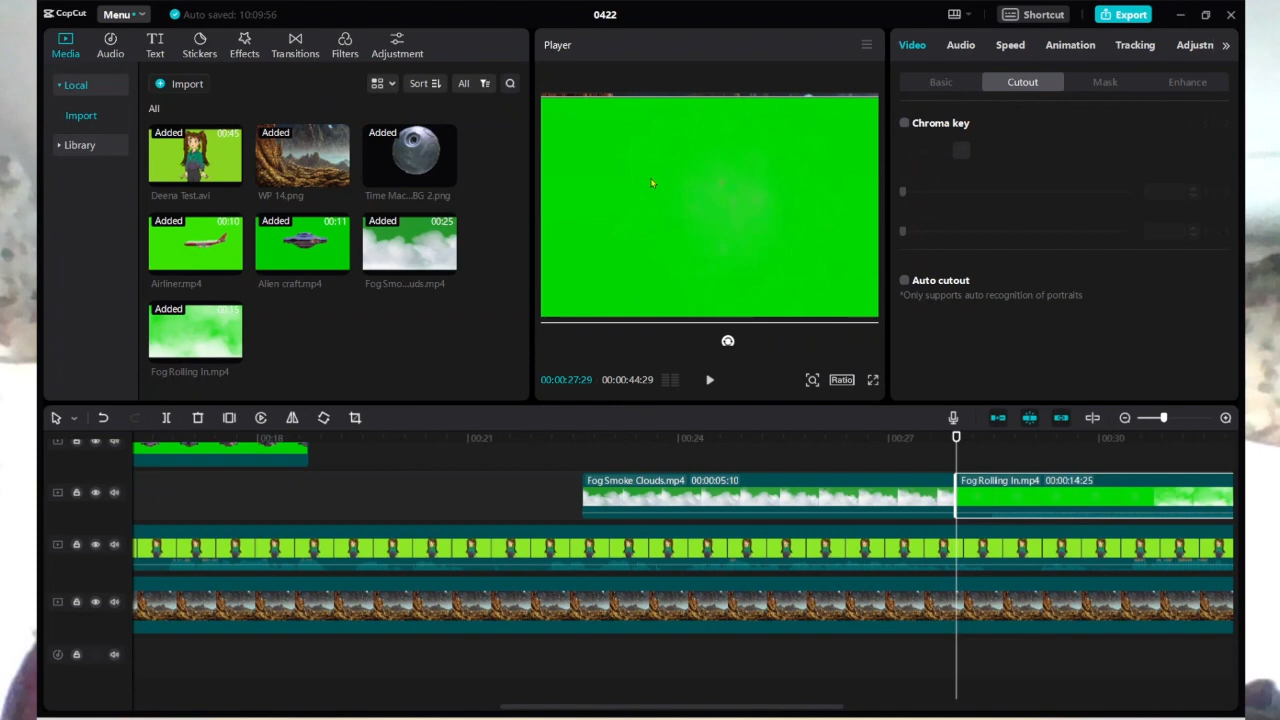 CapCut
Menu
Auto saved: 10:09:56
0422
Shortcut
Export
Media
Audio
Text
Stickers
Effects
Transitions
Filters
Adjustment
Local
Import
Library
Import
Sort
All
All
Added
00:45
Deena Test.avi
Added
WP 14.png
Added
Time Mac...BG 2.png
Added
00:10
Airliner.mp4
Added
00:11
Alien craft.mp4
Added
00:25
Fog Smo...uds.mp4
Added
00:15
Fog Rolling In.mp4
Player
00:00:27:29
00:00:44:29
Ratio
Video
Audio
Speed
Animation
Tracking
Adjustn
Basic
Cutout
Mask
Enhance
Chroma key
Auto cutout
*Only supports auto recognition of portraits
00:18
00:21
00:24
00:27
00:30
Fog Smoke Clouds.mp4 00:00:05:10
Fog Rolling In.mp4 00:00:14:25